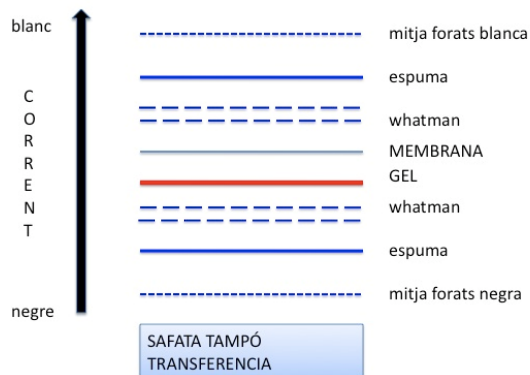 blanc
mitja forats blanca
espuma
C
O
R
R
E
N
T
whatman
MEMBRANA
GEL
whatman
espuma
negre
mitja forats negra
SAFATA TAMPÓ
TRANSFERENCIA